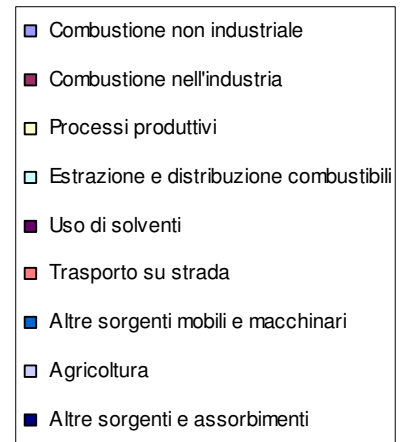 Combustione non industriale
Combustione nell'industria
Processi produttivi
Estrazione e distribuzione combustibili
Uso di solventi
Trasporto su strada
Altre sorgenti mobili e macchinari
Agricoltura
Altre sorgenti e assorbimenti